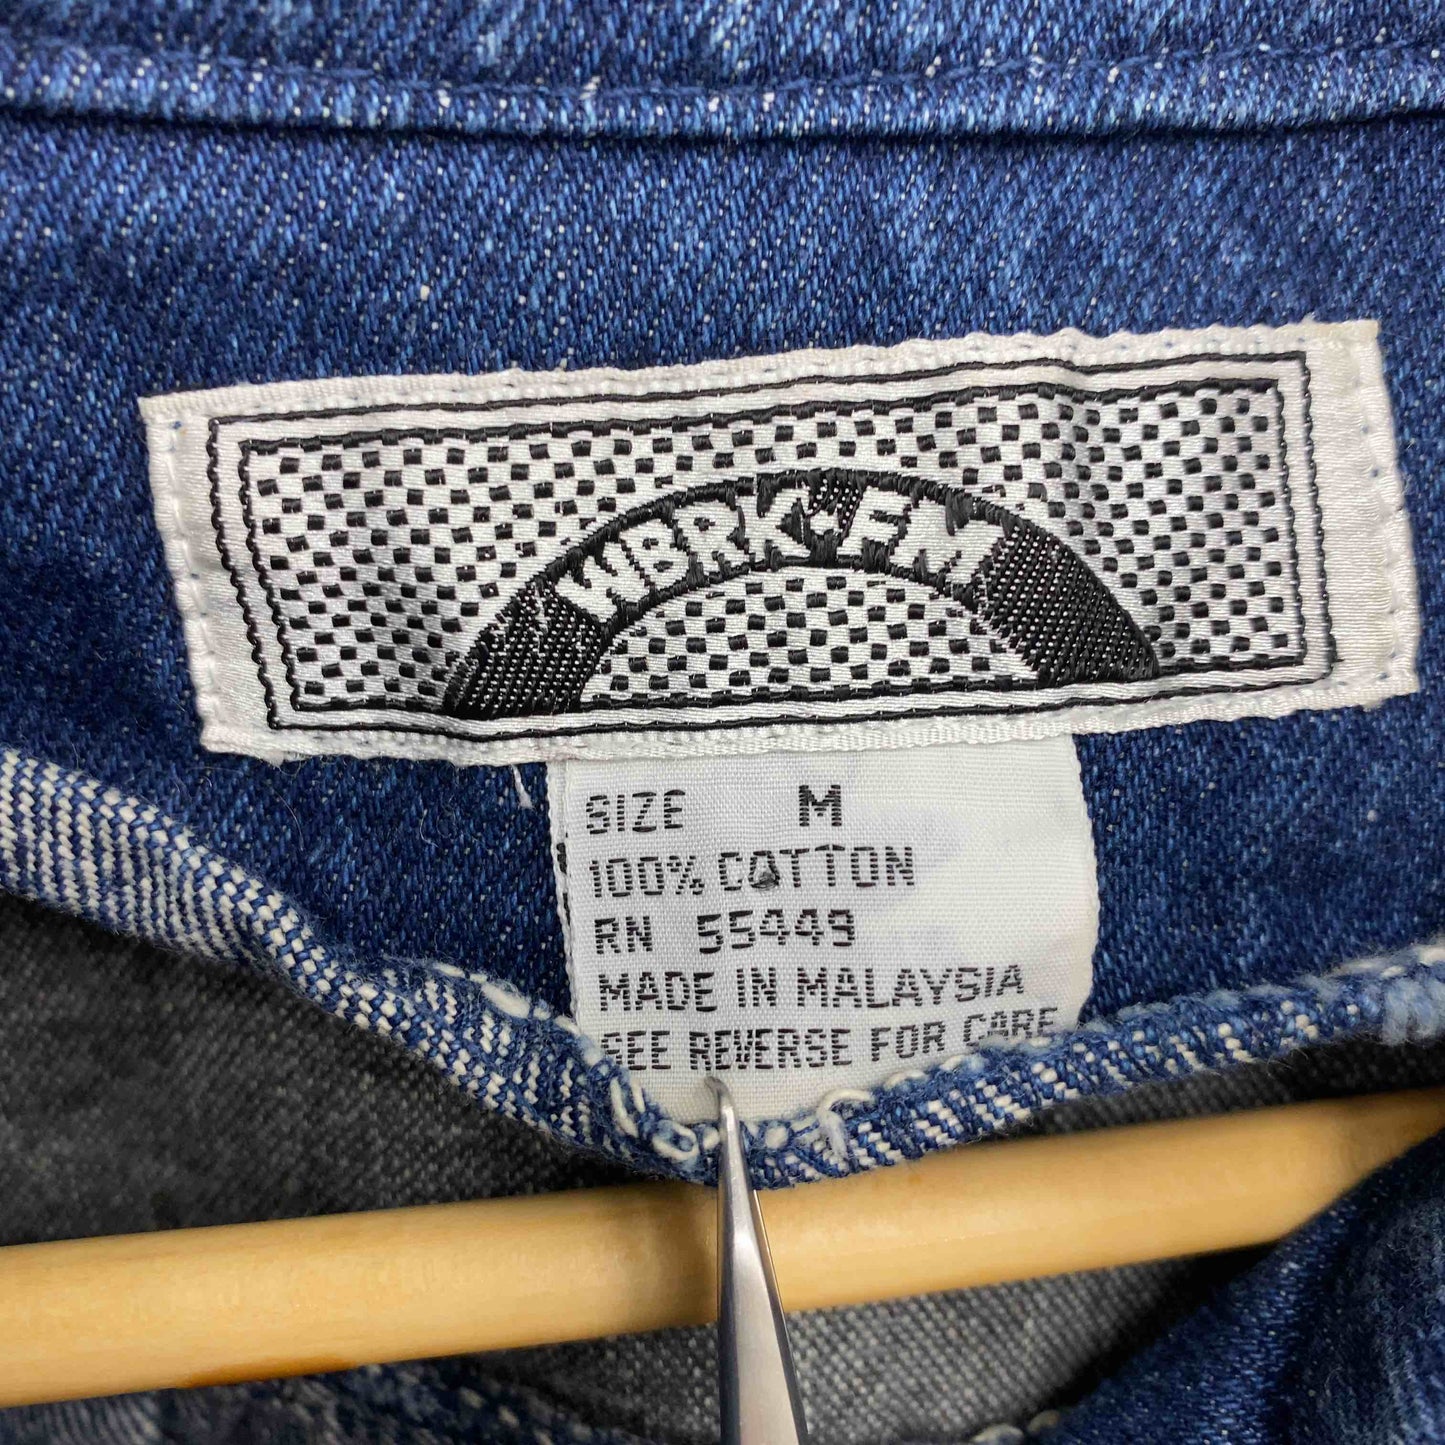 WBRK.FM
SIZE M
100% COTTON
RN 55449
MADE IN MALAYSIA
SEE REVERSE FOR CARE